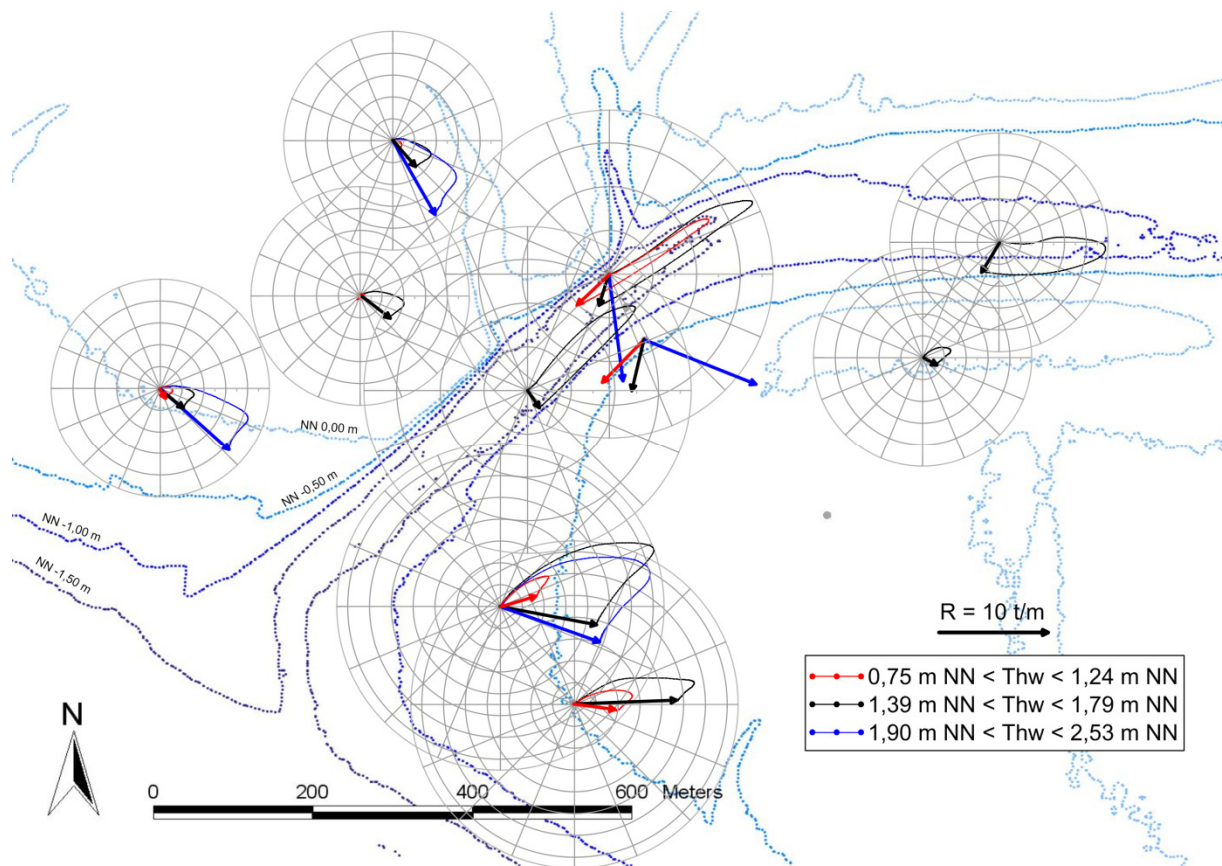 NN 0,00 m
NN -0,50 m
NN -1,00 m
NN -1,50 m
R = 10 t/m
0,75 m NN < Thw < 1,24 m NN
1,39 m NN < Thw < 1,79 m NN
1,90 m NN < Thw < 2,53 m NN
N
0 200 400 600 Meters